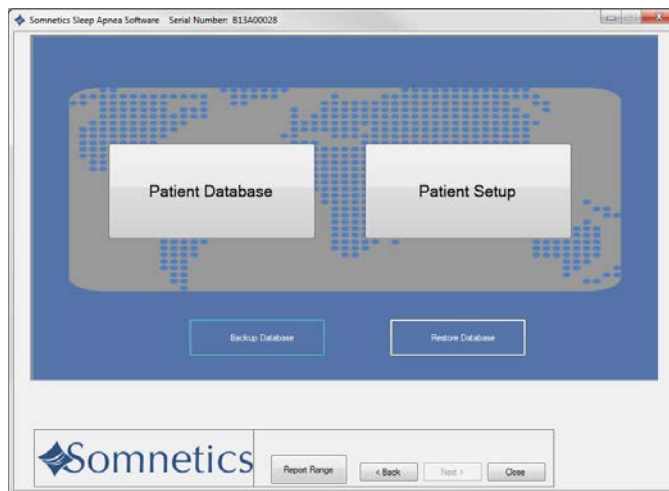 Somnetics Sleep Apnea Software Serial Number: B13A00028
Patient Database
Patient Setup
Backup Database
Restore Database
Somnetics
Report Range
< Back
Next >
Close